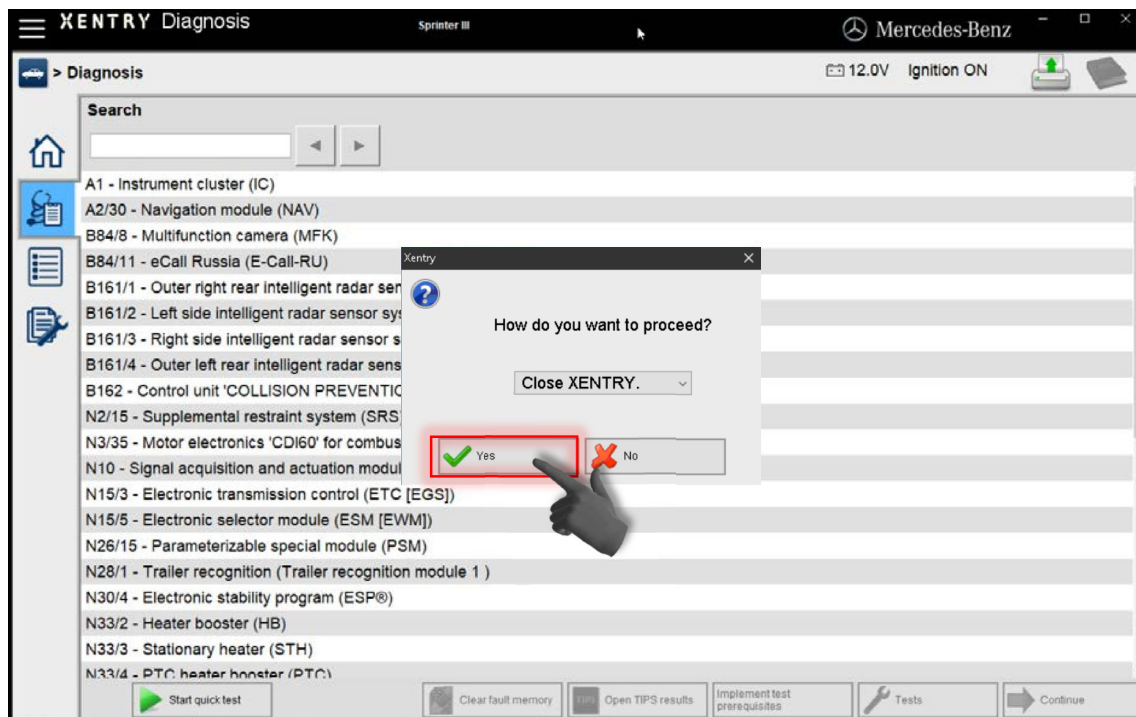 XENTRY Diagnosis
Sprinter III
Mercedes-Benz
> Diagnosis
12.0V Ignition ON
Search
A1 - Instrument cluster (IC)
A2/30 - Navigation module (NAV)
B84/8 - Multifunction camera (MFK)
B84/11 - eCall Russia (E-Call-RU)
B161/1 - Outer right rear intelligent radar sen
B161/2 - Left side intelligent radar sensor sy
B161/3 - Right side intelligent radar sensor s
B161/4 - Outer left rear intelligent radar sens
B162 - Control unit 'COLLISION PREVENTIO
N2/15 - Supplemental restraint system (SRS)
N3/35 - Motor electronics 'CDI60' for combus
N10 - Signal acquisition and actuation modul
N15/3 - Electronic transmission control (ETC [EGS])
N15/5 - Electronic selector module (ESM [EWM])
N26/15 - Parameterizable special module (PSM)
N28/1 - Trailer recognition (Trailer recognition module 1 )
N30/4 - Electronic stability program (ESP®)
N33/2 - Heater booster (HB)
N33/3 - Stationary heater (STH)
N33/4 - PTC heater booster (PTC)
Xentry
How do you want to proceed?
Close XENTRY.
Yes
No
Start quick test
Clear fault memory
TIPS
Open TIPS results
Implement test
prerequisites
Tests
Continue